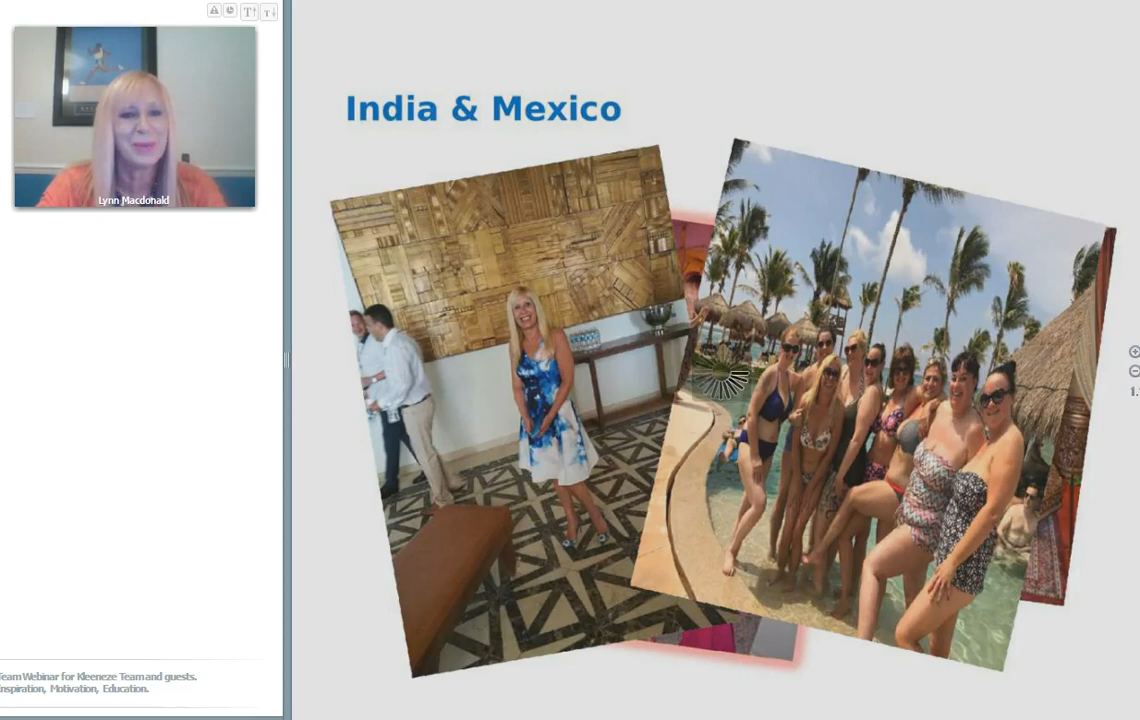 T↑ T↓
Lynn Macdonald
India & Mexico
Team Webinar for Kleeneze Team and guests.
Inspiration, Motivation, Education.